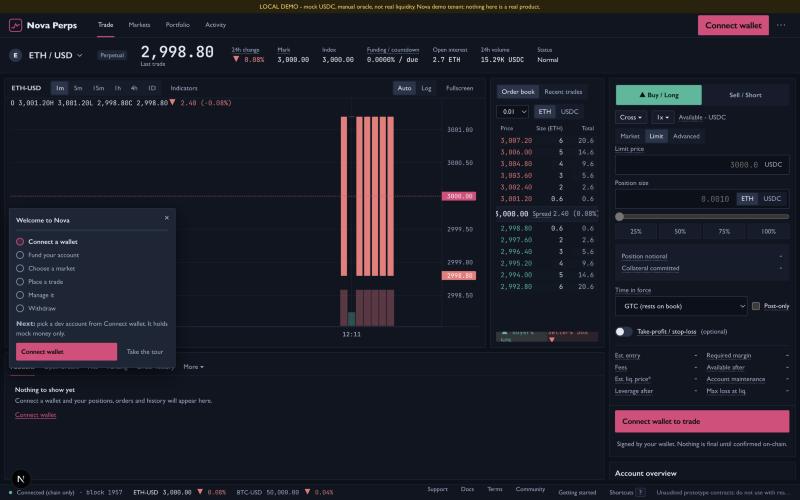 LOCAL DEMO - mock USDC, manual oracle, not real liquidity. Nova demo tenant: nothing here is a real product.
Nova Perps Trade Markets Portfolio Activity Connect wallet ···
E ETH / USD Perpetual 2,998.80 24h change Mark Index Funding / countdown Open interest 24h volume Status
Last trade ▼ 0.08% 3,000.00 3,000.00 0.0000% / due 2.7 ETH 15.29K USDC Normal
ETH-USD 1m 5m 15m 1h 4h 1D Indicators Auto Log Fullscreen
O 3,001.20H 3,001.20L 2,998.80C 2,998.80 ▼ 2.40 (-0.08%)
3001.00
3000.50
3000.00
2999.50
2999.00
2998.80
2998.50
12:11
Order book Recent trades
0.01 ETH USDC
Price Size (ETH) Total
3,007.20 6 20.6
3,006.00 5 14.6
3,004.80 4 9.6
3,003.60 3 5.6
3,002.40 2 2.6
3,001.20 0.6 0.6
3,000.00 Spread 2.40 (0.08%)
2,998.80 0.6 0.6
2,997.60 2 2.6
2,996.40 3 5.6
2,995.20 4 9.6
2,994.00 5 14.6
2,992.80 6 20.6
▲ Buy / Long Sell / Short
Cross 1x Available - USDC
Market Limit Advanced
Limit price
3000.0 USDC
Position size
0.0010 ETH USDC
25% 50% 75% 100%
Position notional -
Collateral committed -
Time in force
GTC (rests on book) Post-only
Take-profit / stop-loss (optional)
Est. entry - Required margin -
Fees - Available after -
Est. liq. price* - Account maintenance -
Leverage after - Max loss at liq. -
Connect wallet to trade
Signed by your wallet. Nothing is final until confirmed on-chain.
Account overview
Welcome to Nova ×
Connect a wallet
Fund your account
Choose a market
Place a trade
Manage it
Withdraw
Next: pick a dev account from Connect wallet. It holds
mock money only.
Connect wallet Take the tour
More
Nothing to show yet
Connect a wallet and your positions, orders and history will appear here.
Connect wallet
N
Connected (chain only) · block 1957 ETH-USD 3,000.00 ▼ 0.08% BTC-USD 50,000.00 ▼ 0.04% Support Docs Terms Community Getting started Shortcuts ? Unaudited prototype contracts: do not use with